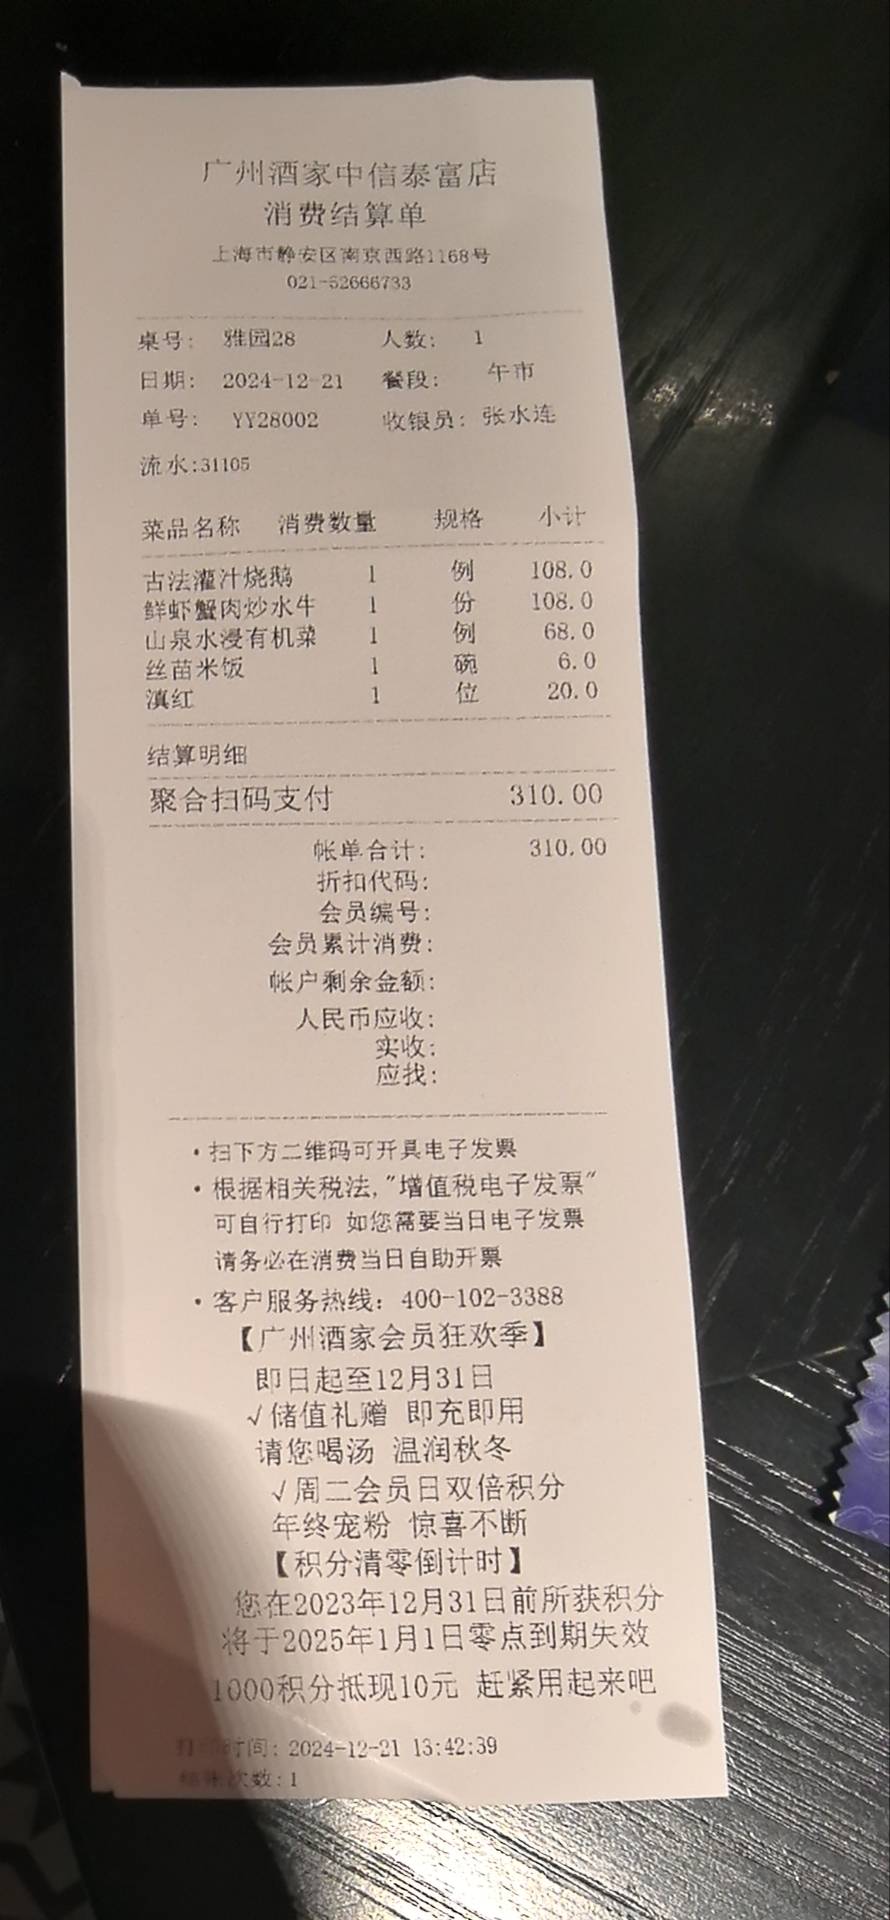 广州酒家中信泰富店
消费结算单
上海市静安区南京西路1168号
021-52666733
桌号: 雅园28 人数: 1
日期: 2024-12-21 餐段: 午市
单号: YY28002 收银员: 张水连
流水:31105
菜品名称 消费数量 规格 小计
古法灌汁烧鹅 1 例 108.0
鲜虾蟹肉炒水牛 1 份 108.0
山泉水浸有机菜 1 例 68.0
丝苗米饭 1 碗 6.0
滇红 1 位 20.0
结算明细
聚合扫码支付 310.00
帐单合计: 310.00
折扣代码:
会员编号:
会员累计消费:
帐户剩余金额:
人民币应收:
实收:
应找:
·扫下方二维码可开具电子发票
·根据相关税法,"增值税电子发票"
可自行打印 如您需要当日电子发票
请务必在消费当日自助开票
·客户服务热线：400-102-3388
【广州酒家会员狂欢季】
即日起至12月31日
√储值礼赠 即充即用
请您喝汤 温润秋冬
√周二会员日双倍积分
年终宠粉 惊喜不断
【积分清零倒计时】
您在2023年12月31日前所获积分
将于2025年1月1日零点到期失效
1000积分抵现10元 赶紧用起来吧
打印时间: 2024-12-21 13:42:39
结账次数:1